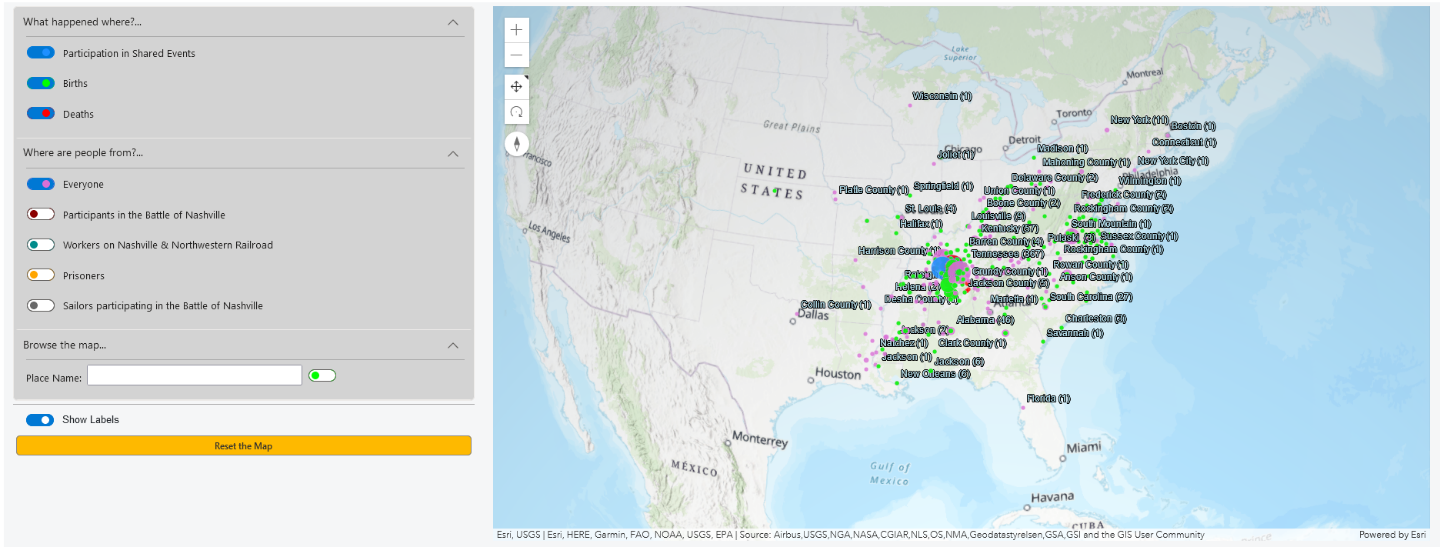 What happened where?...
Participation in Shared Events
Births
Deaths
Where are people from?...
Everyone
Participants in the Battle of Nashville
Workers on Nashville & Northwestern Railroad
Prisoners
Sailors participating in the Battle of Nashville
Browse the map...
Place Name:
Show Labels
Reset the Map
Lake Superior
Montreal
Wisconsin (1)
Toronto
New York (11)
Boston (1)
Great Plains
Detroit
Connecticut (1)
Chicago
Joliet (1)
Madison (1)
Mahoning County (1)
New York City (1)
UNITED
STATES
Delaware County (2)
Philadelphia
Wilmington (1)
Platte County (1)
Springfield (1)
Union County (1)
Frederick County (2)
Boone County (2)
St. Louis (4)
Louisville (9)
Rockingham County (2)
Halifax (1)
Kentucky (57)
South Mountain (1)
Los Angeles
Barren County (4)
Pulaski (3)
Sussex County (1)
Harrison County (1)
Tennessee (367)
Rockingham County (1)
Rowan County (1)
Grundy County (1)
Anson County (1)
Helena (2)
Jackson County (5)
Desha County
Marietta (1)
South Carolina (27)
Collin County (1)
Dallas
Atlanta
Alabama (46)
Charleston (3)
Jackson (2)
Savannah (1)
Natchez (1)
Clark County (1)
Jackson (1)
Jackson (6)
Houston
New Orleans (6)
Florida (1)
Monterrey
Miami
MÉXICO
Gulf of
Mexico
Havana
CUBA
Esri, USGS | Esri, HERE, Garmin, FAO, NOAA, USGS, EPA | Source: Airbus,USGS,NGA,NASA,CGIAR,NLS,OS,NMA,Geodatastyrelsen,GSA,GSI and the GIS User Community
Powered by Esri